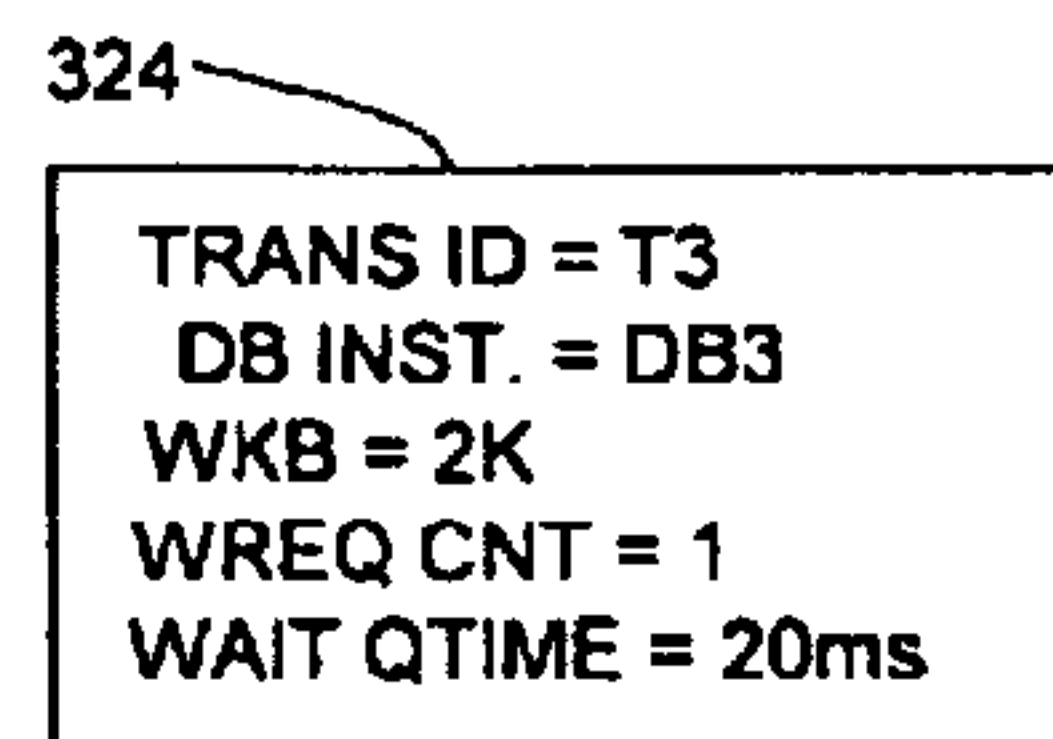 324
TRANS ID = T3
DB INST. = DB3
WKB = 2K
WREQ CNT = 1
WAIT QTIME = 20ms